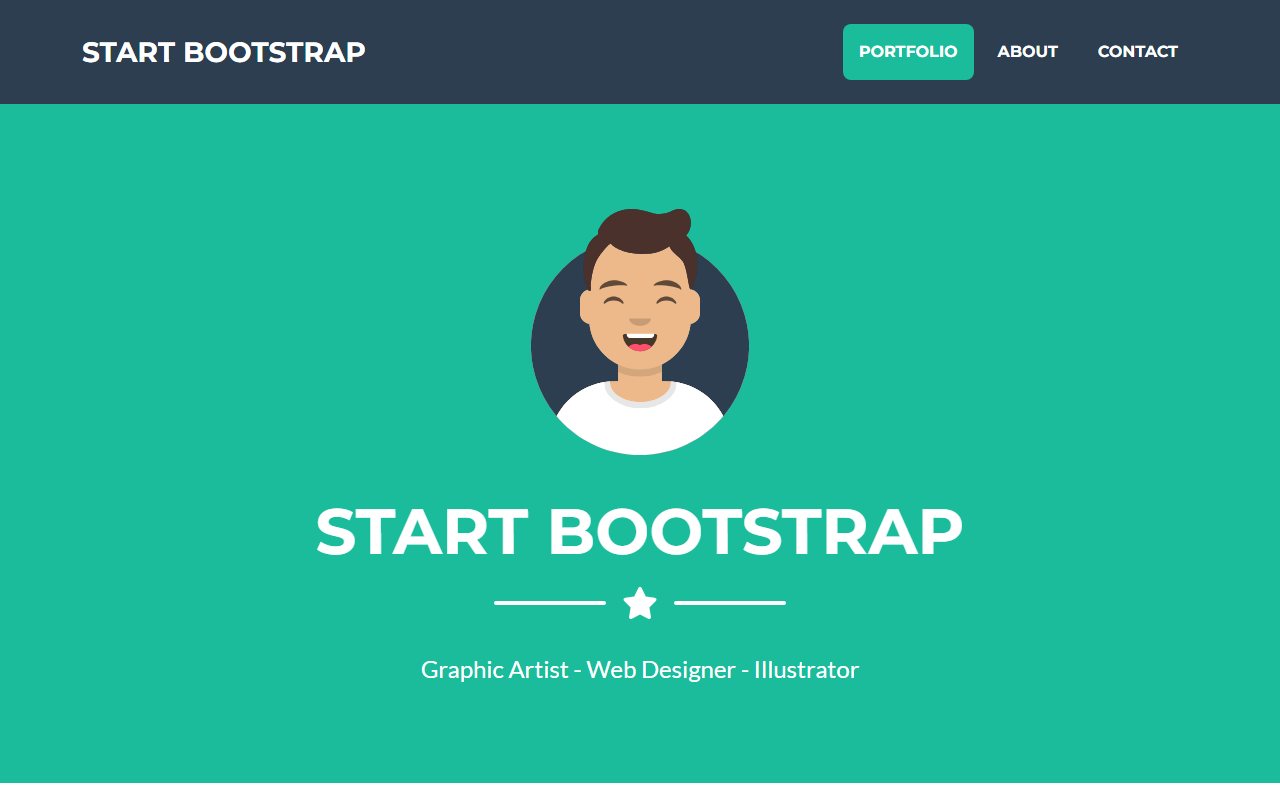 START BOOTSTRAP
PORTFOLIO ABOUT CONTACT
START BOOTSTRAP
Graphic Artist - Web Designer - Illustrator